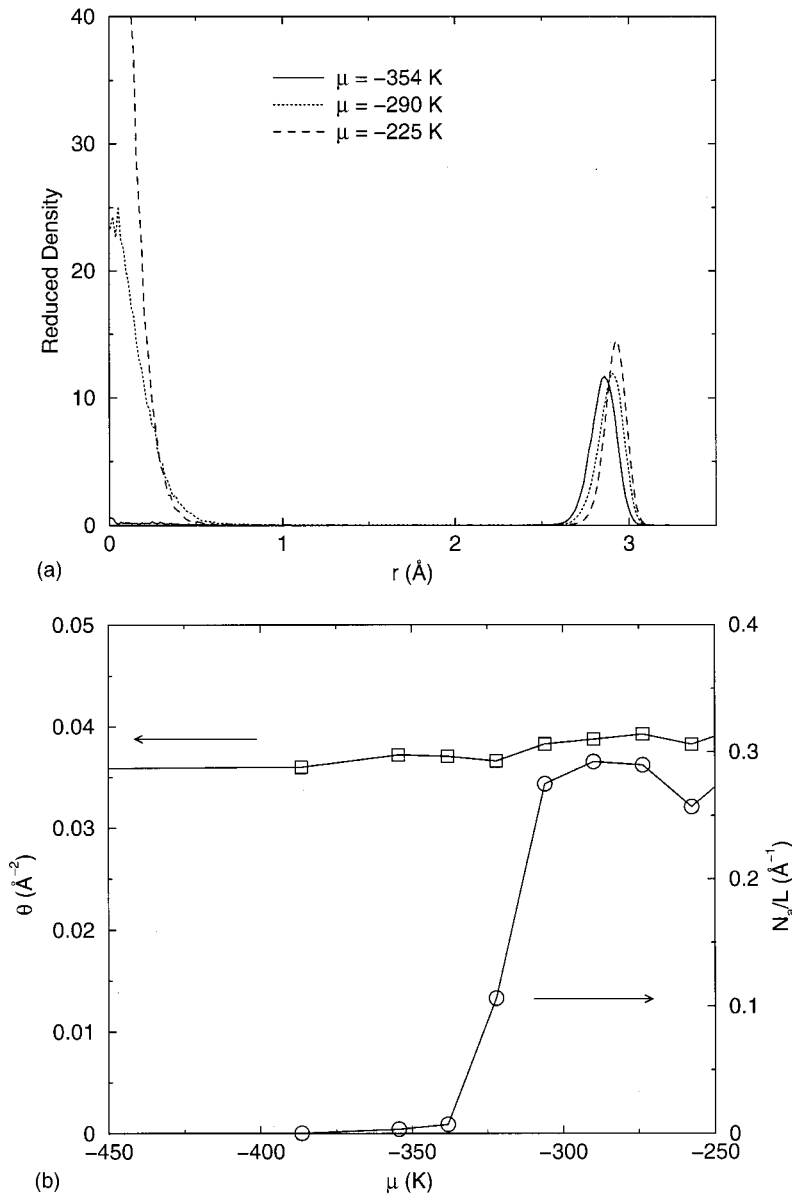 40
30
20
10
0
Reduced Density
μ = −354 K
μ = −290 K
μ = −225 K
0
1
2
3
r (Å)
(a)
0.05
0.04
0.03
0.02
0.01
0
θ (Å⁻²)
0.4
0.3
0.2
0.1
0
Nₐ/L (Å⁻¹)
−450
−400
−350
−300
−250
μ (K)
(b)